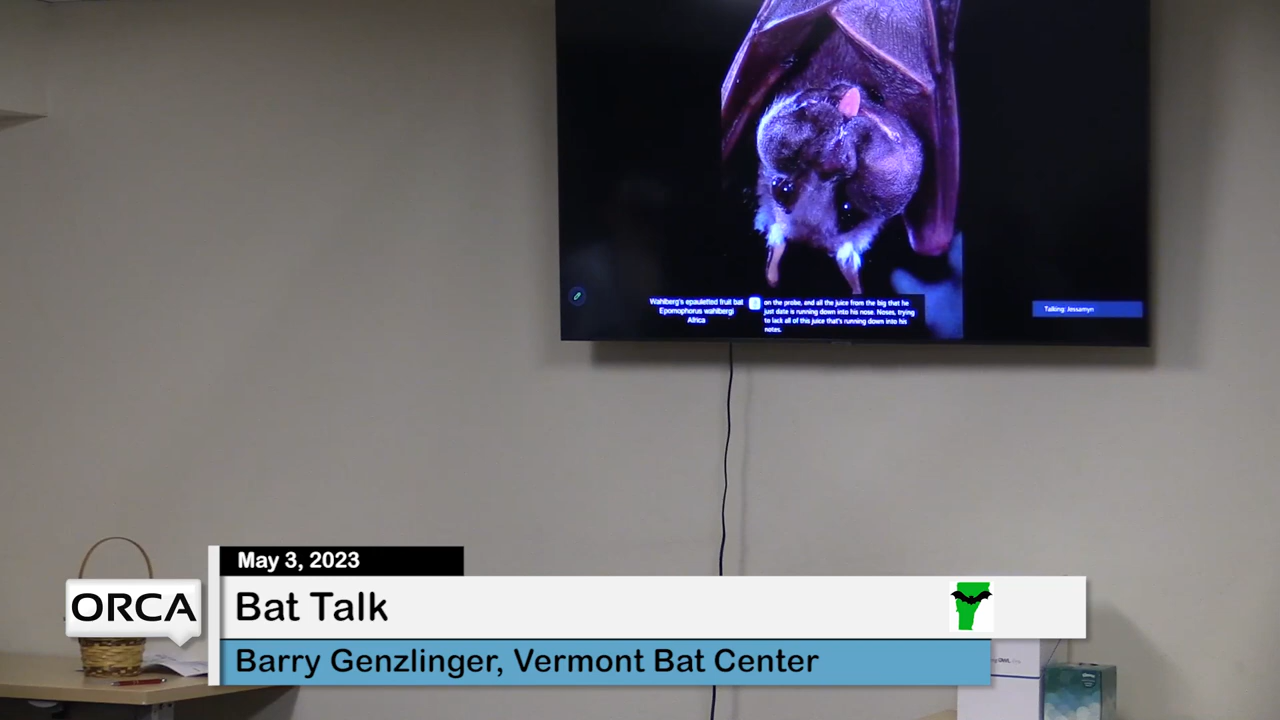 Wahlberg's epauletted fruit bat
Epomophorus wahlbergi
Africa
on the probe, and all the juice from the big that he
just date is running down into his nose. Noses, trying
to lack all of this juice that's running down into his
notes.
Talking: Jessamyn
May 3, 2023
ORCA
Bat Talk
Barry Genzlinger, Vermont Bat Center
Kleenex